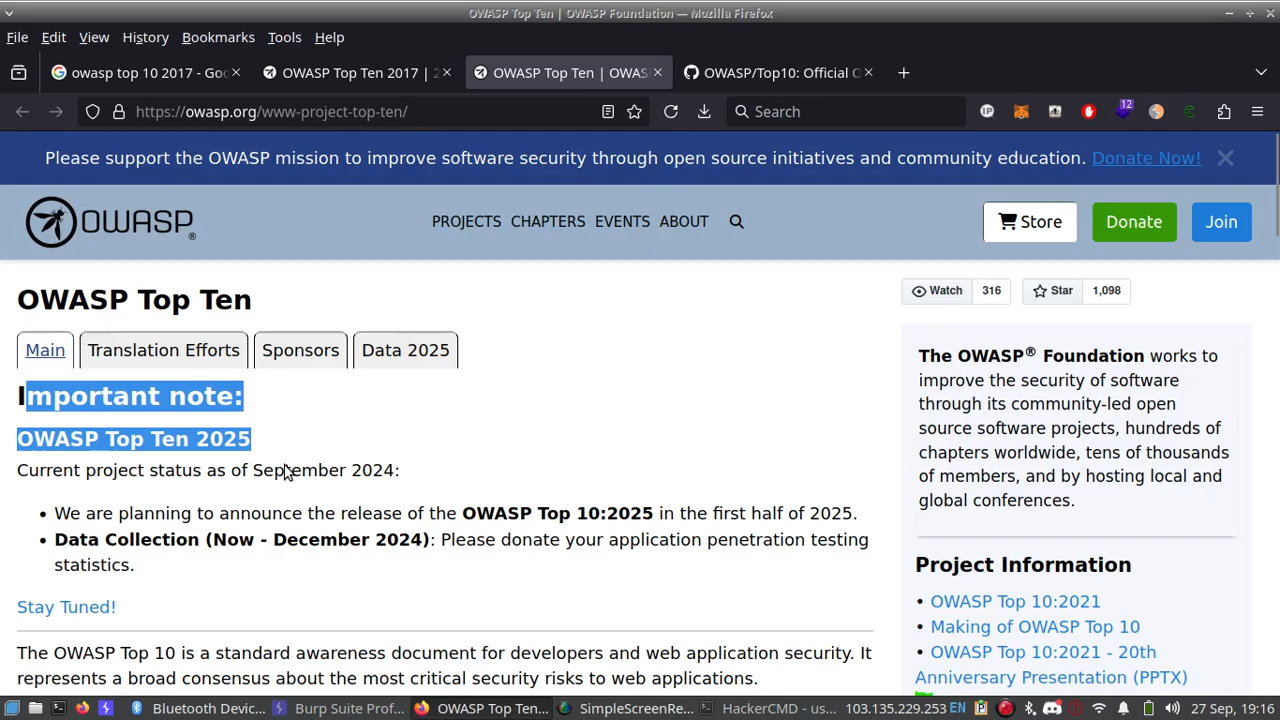 OWASP Top Ten | OWASP Foundation — Mozilla Firefox
File Edit View History Bookmarks Tools Help
owasp top 10 2017 - Goo
OWASP Top Ten 2017 | 2
OWASP Top Ten | OWAS
OWASP/Top10: Official O
https://owasp.org/www-project-top-ten/
Search
12
Please support the OWASP mission to improve software security through open source initiatives and community education. Donate Now!
OWASP®
PROJECTS CHAPTERS EVENTS ABOUT
Store
Donate
Join
OWASP Top Ten
Watch 316 Star 1,098
Main Translation Efforts Sponsors Data 2025
Important note:
OWASP Top Ten 2025
Current project status as of September 2024:
• We are planning to announce the release of the OWASP Top 10:2025 in the first half of 2025.
• Data Collection (Now - December 2024): Please donate your application penetration testing
statistics.
Stay Tuned!
The OWASP Top 10 is a standard awareness document for developers and web application security. It
represents a broad consensus about the most critical security risks to web applications.
The OWASP® Foundation works to
improve the security of software
through its community-led open
source software projects, hundreds of
chapters worldwide, tens of thousands
of members, and by hosting local and
global conferences.
Project Information
• OWASP Top 10:2021
• Making of OWASP Top 10
• OWASP Top 10:2021 - 20th
Anniversary Presentation (PPTX)
Bluetooth Devic... Burp Suite Prof... OWASP Top Ten... SimpleScreenRe... HackerCMD - us... 103.135.229.253 EN 27 Sep, 19:16